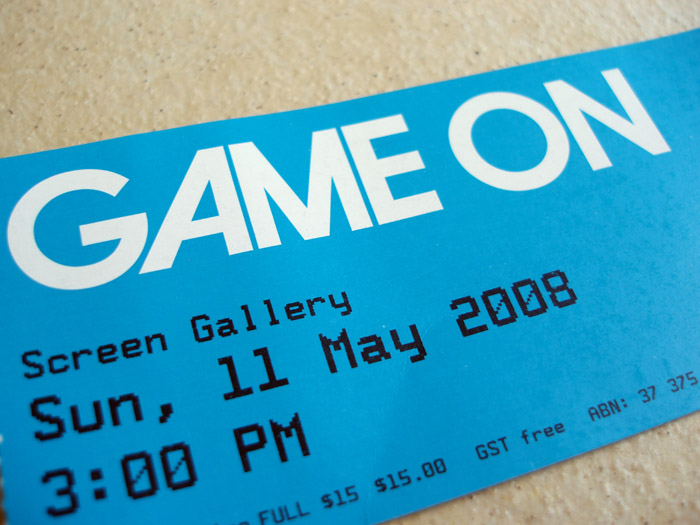 GAME ON
Screen Gallery
Sun, 11 May 2008
3:00 PM
FULL $15 $15.00 GST free ABN: 37 375